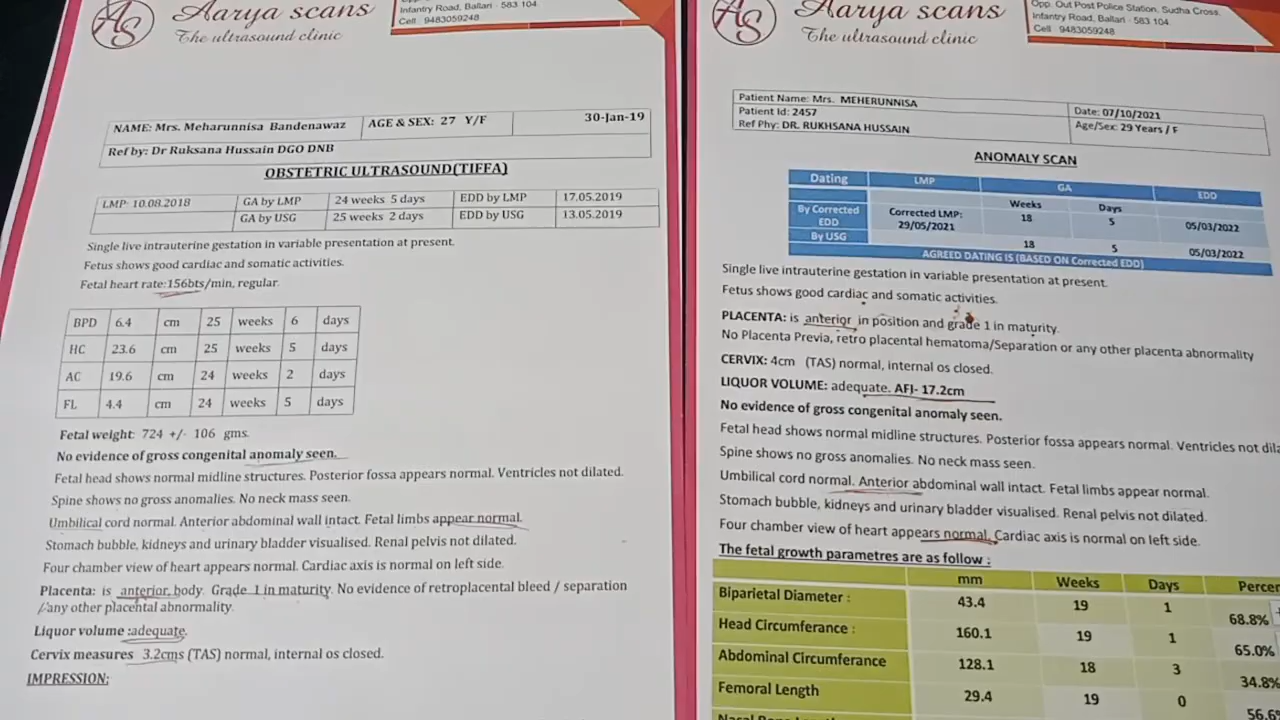 AS
Aarya scans
The ultrasound clinic
Infantry Road, Ballari - 583 104
Cell 9483059248
NAME: Mrs. Meharunnisa Bandenawaz AGE & SEX: 27 Y/F 30-Jan-19
Ref by: Dr Ruksana Hussain DGO DNB
OBSTETRIC ULTRASOUND(TIFFA)
LMP: 10.08.2018 GA by LMP 24 weeks 5 days EDD by LMP 17.05.2019
GA by USG 25 weeks 2 days EDD by USG 13.05.2019
Single live intrauterine gestation in variable presentation at present.
Fetus shows good cardiac and somatic activities.
Fetal heart rate:156bts/min, regular.
BPD 6.4 cm 25 weeks 6 days
HC 23.6 cm 25 weeks 5 days
AC 19.6 cm 24 weeks 2 days
FL 4.4 cm 24 weeks 5 days
Fetal weight: 724 +/- 106 gms.
No evidence of gross congenital anomaly seen.
Fetal head shows normal midline structures. Posterior fossa appears normal. Ventricles not dilated.
Spine shows no gross anomalies. No neck mass seen.
Umbilical cord normal. Anterior abdominal wall intact. Fetal limbs appear normal.
Stomach bubble, kidneys and urinary bladder visualised. Renal pelvis not dilated.
Four chamber view of heart appears normal. Cardiac axis is normal on left side.
Placenta: is anterior body. Grade 1 in maturity. No evidence of retroplacental bleed / separation
/any other placental abnormality.
Liquor volume :adequate.
Cervix measures 3.2cms (TAS) normal, internal os closed.
IMPRESSION:
AS
Aarya scans
The ultrasound clinic
Opp. Out Post Police Station, Sudha Cross,
Infantry Road, Ballari - 583 104
Cell 9483059248
Patient Name: Mrs. MEHERUNNISA Date: 07/10/2021
Patient Id: 2457 Age/Sex: 29 Years / F
Ref Phy: DR. RUKHSANA HUSSAIN
ANOMALY SCAN
Dating LMP GA EDD
Weeks Days
By Corrected EDD Corrected LMP: 29/05/2021 18 5 05/03/2022
By USG 18 5 05/03/2022
AGREED DATING IS (BASED ON Corrected EDD)
Single live intrauterine gestation in variable presentation at present.
Fetus shows good cardiac and somatic activities.
PLACENTA: is anterior in position and grade 1 in maturity.
No Placenta Previa, retro placental hematoma/Separation or any other placenta abnormality
CERVIX: 4cm (TAS) normal, internal os closed.
LIQUOR VOLUME: adequate. AFI- 17.2cm
No evidence of gross congenital anomaly seen.
Fetal head shows normal midline structures. Posterior fossa appears normal. Ventricles not dila
Spine shows no gross anomalies. No neck mass seen.
Umbilical cord normal. Anterior abdominal wall intact. Fetal limbs appear normal.
Stomach bubble, kidneys and urinary bladder visualised. Renal pelvis not dilated.
Four chamber view of heart appears normal. Cardiac axis is normal on left side.
The fetal growth parametres are as follow :
mm Weeks Days Percen
Biparietal Diameter : 43.4 19 1 68.8%
Head Circumference : 160.1 19 1 65.0%
Abdominal Circumference 128.1 18 3 34.8%
Femoral Length 29.4 19 0 56.6%